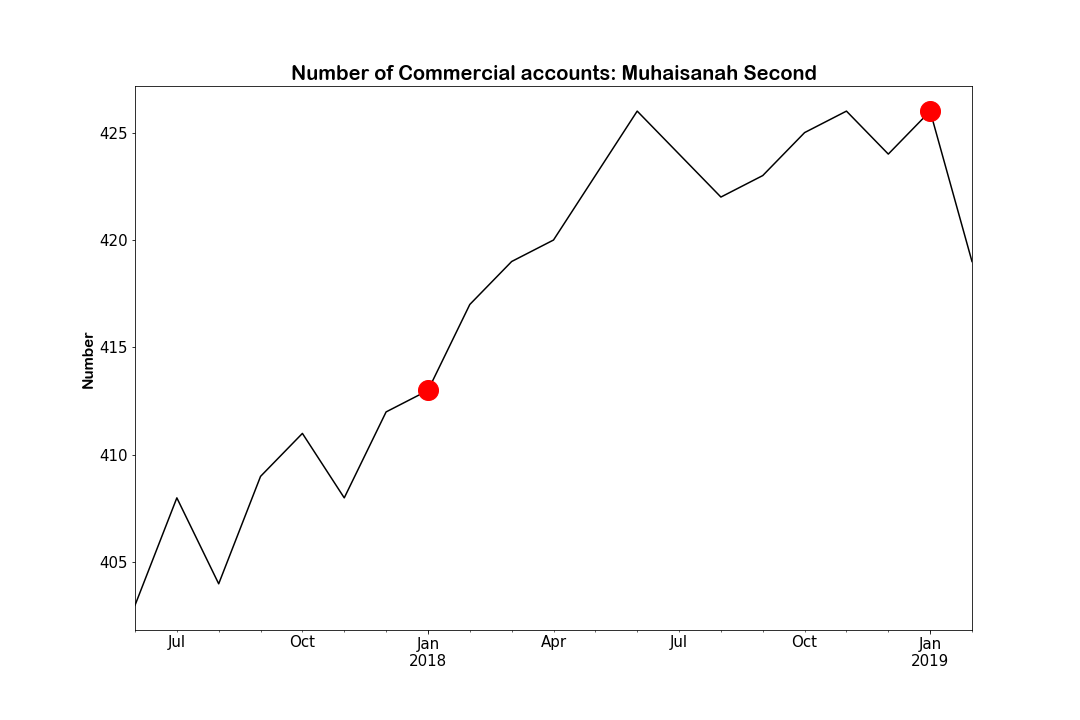 Number of Commercial accounts: Muhaisanah Second
425
420
415
410
405
Number
Jul
Oct
Jan
2018
Apr
Jul
Oct
Jan
2019